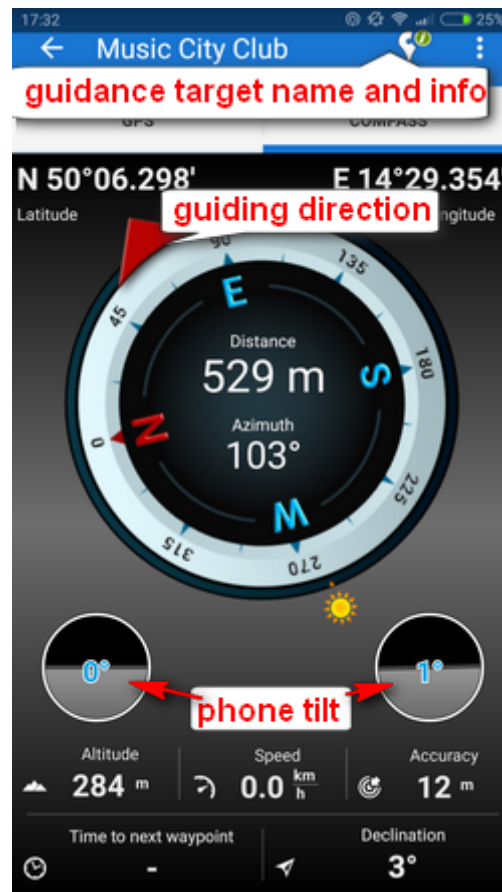 17:32 25%
Music City Club
guidance target name and info
GPS COMPASS
N 50°06.298' E 14°29.354'
Latitude
guiding direction
ngitude
90
135
45
E
Distance
529 m
S
180
Azimuth
103°
0
N
225
W
315
270
0°
1°
phone tilt
Altitude Speed Accuracy
284 m 0.0 km/h 12 m
Time to next waypoint Declination
- 3°